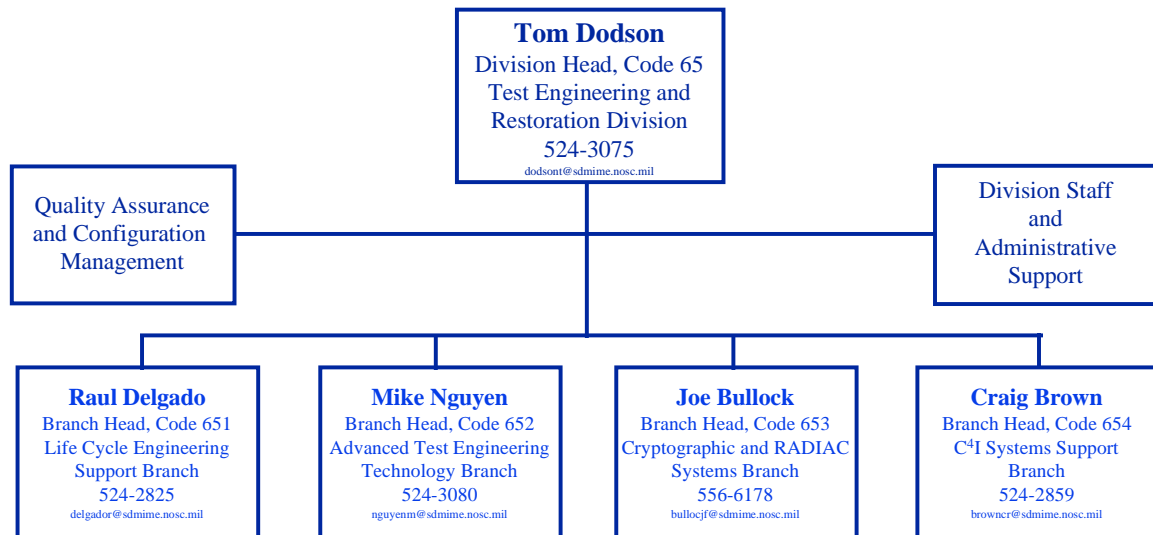 Tom Dodson
Division Head, Code 65
Test Engineering and
Restoration Division
524-3075
dodsont@sdmime.nosc.mil
Quality Assurance
and Configuration
Management
Division Staff
and
Administrative
Support
Raul Delgado
Branch Head, Code 651
Life Cycle Engineering
Support Branch
524-2825
delgador@sdmime.nosc.mil
Mike Nguyen
Branch Head, Code 652
Advanced Test Engineering
Technology Branch
524-3080
nguyenm@sdmime.nosc.mil
Joe Bullock
Branch Head, Code 653
Cryptographic and RADIAC
Systems Branch
556-6178
bullocjf@sdmime.nosc.mil
Craig Brown
Branch Head, Code 654
C⁴I Systems Support
Branch
524-2859
browncr@sdmime.nosc.mil